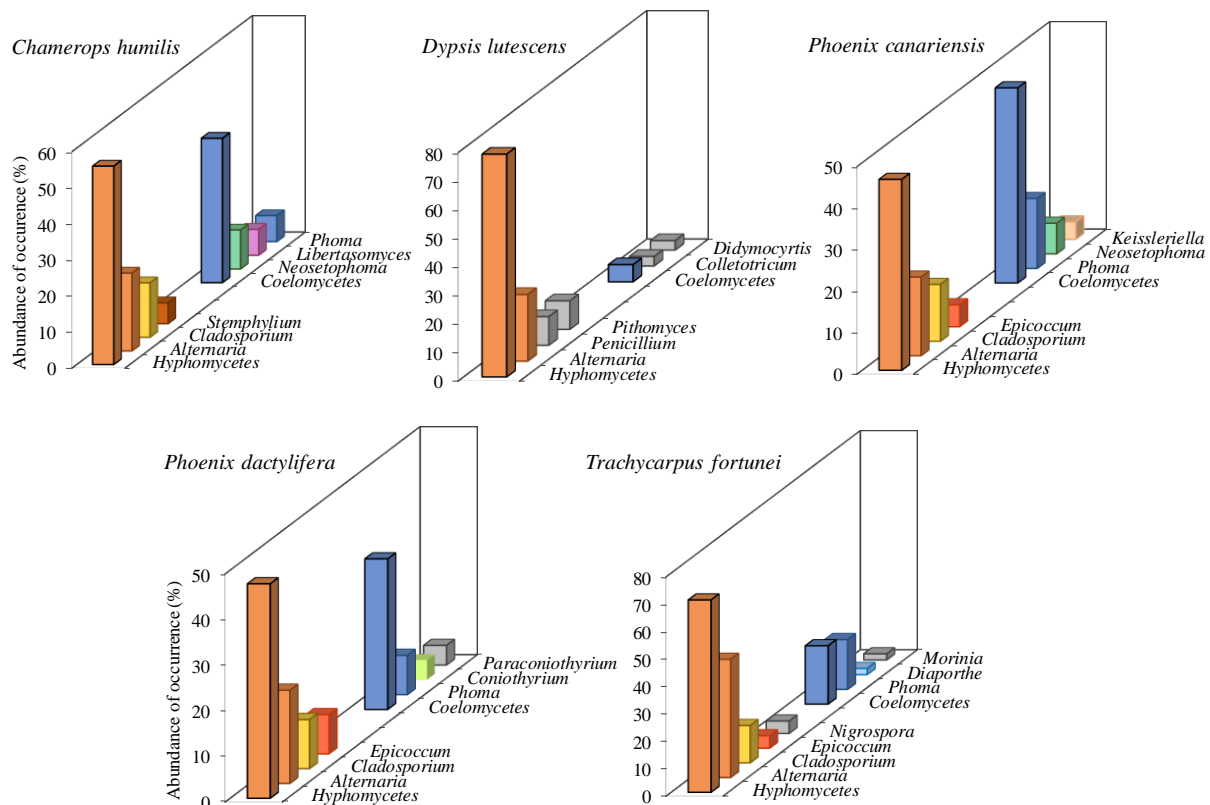 Chamerops humilis
Abundance of occurrence (%)
60
50
40
30
20
10
0
Phoma
Libertasomyces
Neosetophoma
Coelomycetes
Stemphylium
Cladosporium
Alternaria
Hyphomycetes
Dypsis lutescens
80
70
60
50
40
30
20
10
0
Didymocyrtis
Colletotricum
Coelomycetes
Pithomyces
Penicillium
Alternaria
Hyphomycetes
Phoenix canariensis
50
40
30
20
10
0
Keissleriella
Neosetophoma
Phoma
Coelomycetes
Epicoccum
Cladosporium
Alternaria
Hyphomycetes
Phoenix dactylifera
Abundance of occurrence (%)
50
40
30
20
10
0
Paraconiothyrium
Coniothyrium
Phoma
Coelomycetes
Epicoccum
Cladosporium
Alternaria
Hyphomycetes
Trachycarpus fortunei
80
70
60
50
40
30
20
10
0
Morinia
Diaporthe
Phoma
Coelomycetes
Nigrospora
Epicoccum
Cladosporium
Alternaria
Hyphomycetes